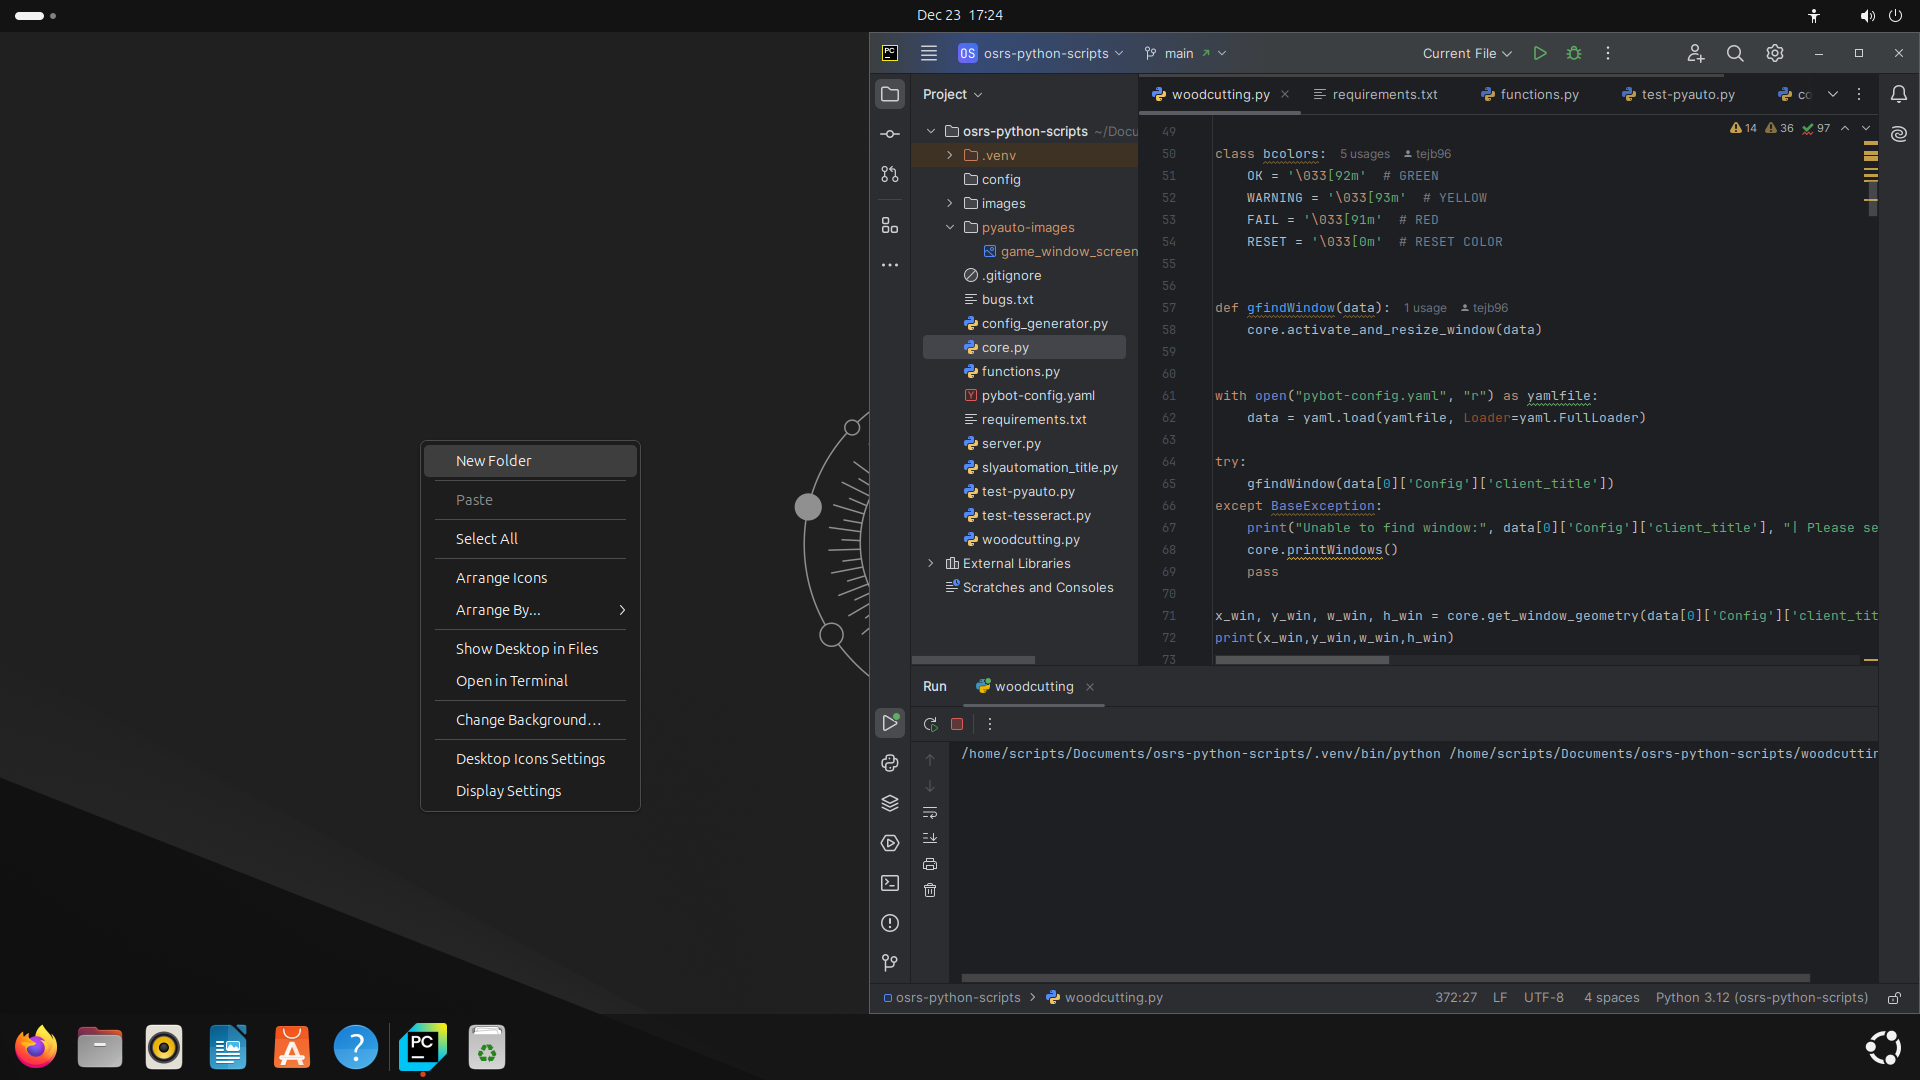 Dec 23 17:24
PC
OS osrs-python-scripts
main
Current File
Project
woodcutting.py
requirements.txt
functions.py
test-pyauto.py
co
osrs-python-scripts ~/Docu
.venv
config
images
pyauto-images
game_window_screen
.gitignore
bugs.txt
config_generator.py
core.py
functions.py
pybot-config.yaml
requirements.txt
server.py
slyautomation_title.py
test-pyauto.py
test-tesseract.py
woodcutting.py
External Libraries
Scratches and Consoles
14 36 97
49
50 class bcolors: 5 usages tejb96
51 OK = '\033[92m' # GREEN
52 WARNING = '\033[93m' # YELLOW
53 FAIL = '\033[91m' # RED
54 RESET = '\033[0m' # RESET COLOR
55
56
57 def gfindWindow(data): 1 usage tejb96
58 core.activate_and_resize_window(data)
59
60
61 with open("pybot-config.yaml", "r") as yamlfile:
62 data = yaml.load(yamlfile, Loader=yaml.FullLoader)
63
64 try:
65 gfindWindow(data[0]['Config']['client_title'])
66 except BaseException:
67 print("Unable to find window:", data[0]['Config']['client_title'], "| Please se
68 core.printWindows()
69 pass
70
71 x_win, y_win, w_win, h_win = core.get_window_geometry(data[0]['Config']['client_tit
72 print(x_win,y_win,w_win,h_win)
73
New Folder
Paste
Select All
Arrange Icons
Arrange By...
Show Desktop in Files
Open in Terminal
Change Background…
Desktop Icons Settings
Display Settings
Run
woodcutting
/home/scripts/Documents/osrs-python-scripts/.venv/bin/python /home/scripts/Documents/osrs-python-scripts/woodcuttin
osrs-python-scripts
woodcutting.py
372:27 LF UTF-8 4 spaces Python 3.12 (osrs-python-scripts)
PC